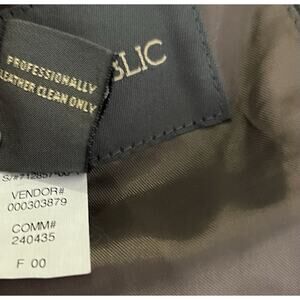 BLIC
PROFESSIONALLY
LEATHER CLEAN ONLY
VENDOR#
000303879
COMM#
240435
F 00